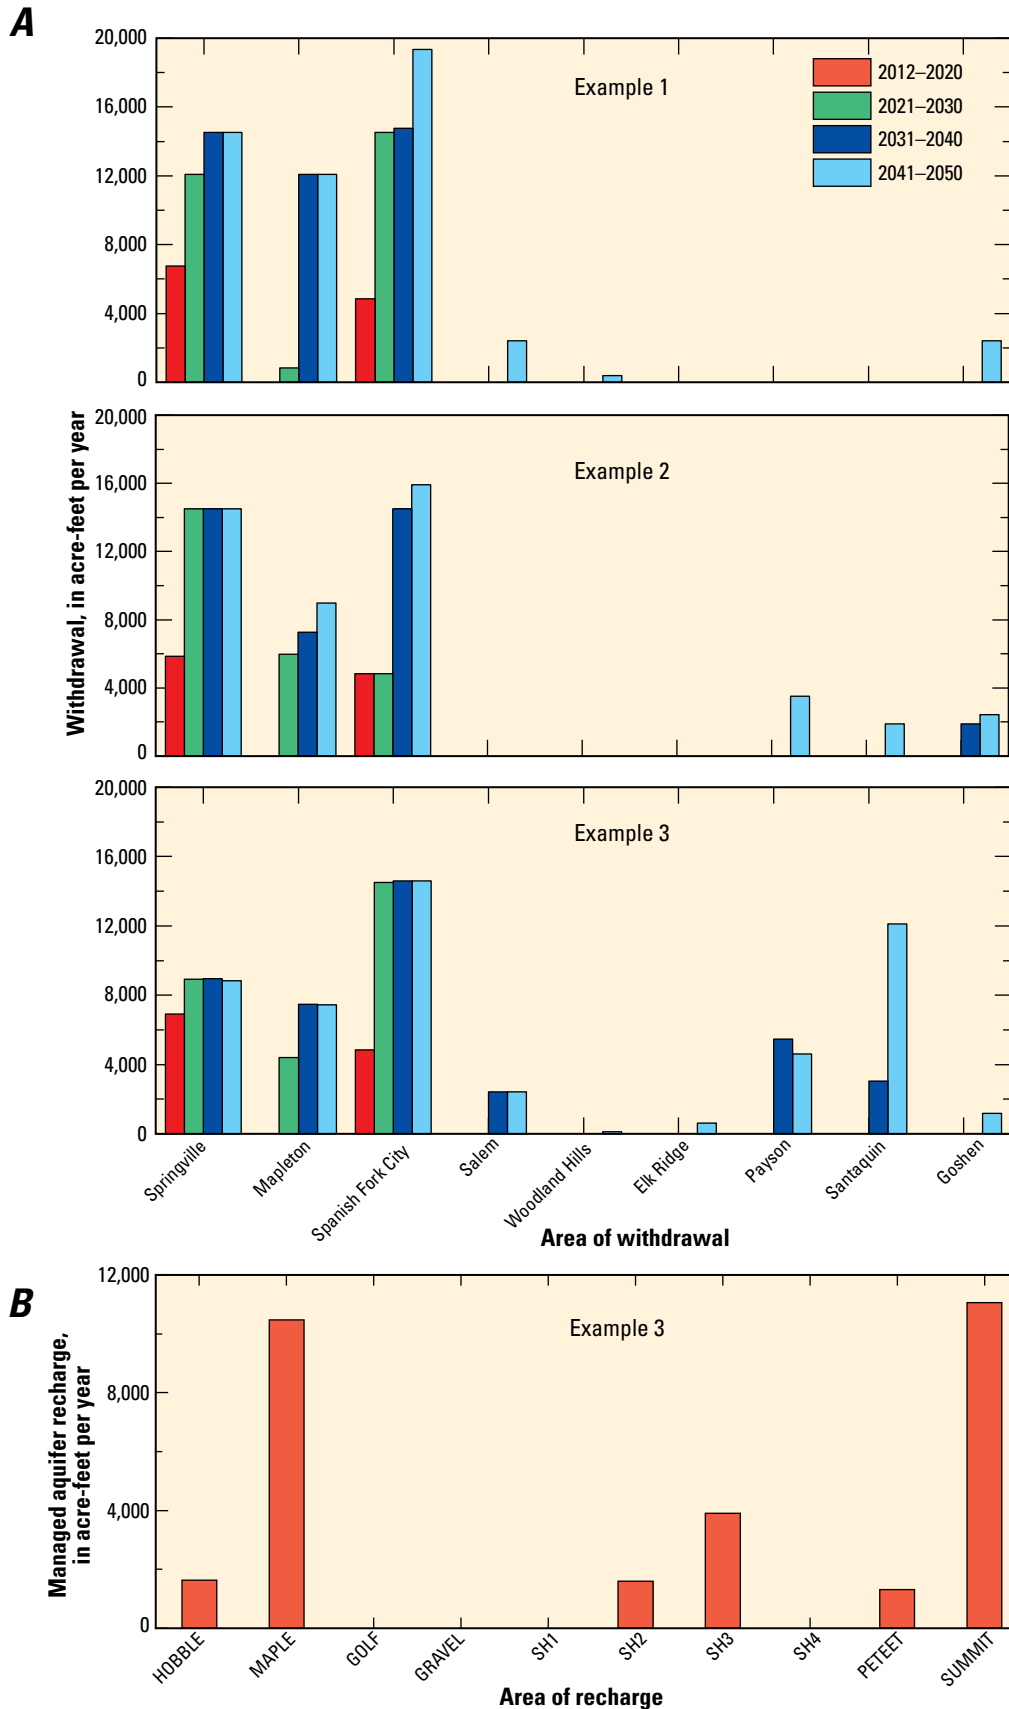 A
20,000
16,000
12,000
8,000
4,000
0
Example 1
2012–2020
2021–2030
2031–2040
2041–2050
Withdrawal, in acre-feet per year
20,000
16,000
12,000
8,000
4,000
0
Example 2
20,000
16,000
12,000
8,000
4,000
0
Example 3
Springville
Mapleton
Spanish Fork City
Salem
Woodland Hills
Elk Ridge
Payson
Santaquin
Goshen
Area of withdrawal
B
Managed aquifer recharge,
in acre-feet per year
12,000
8,000
4,000
0
Example 3
HOBBLE
MAPLE
GOLF
GRAVEL
SH1
SH2
SH3
SH4
PETEET
SUMMIT
Area of recharge